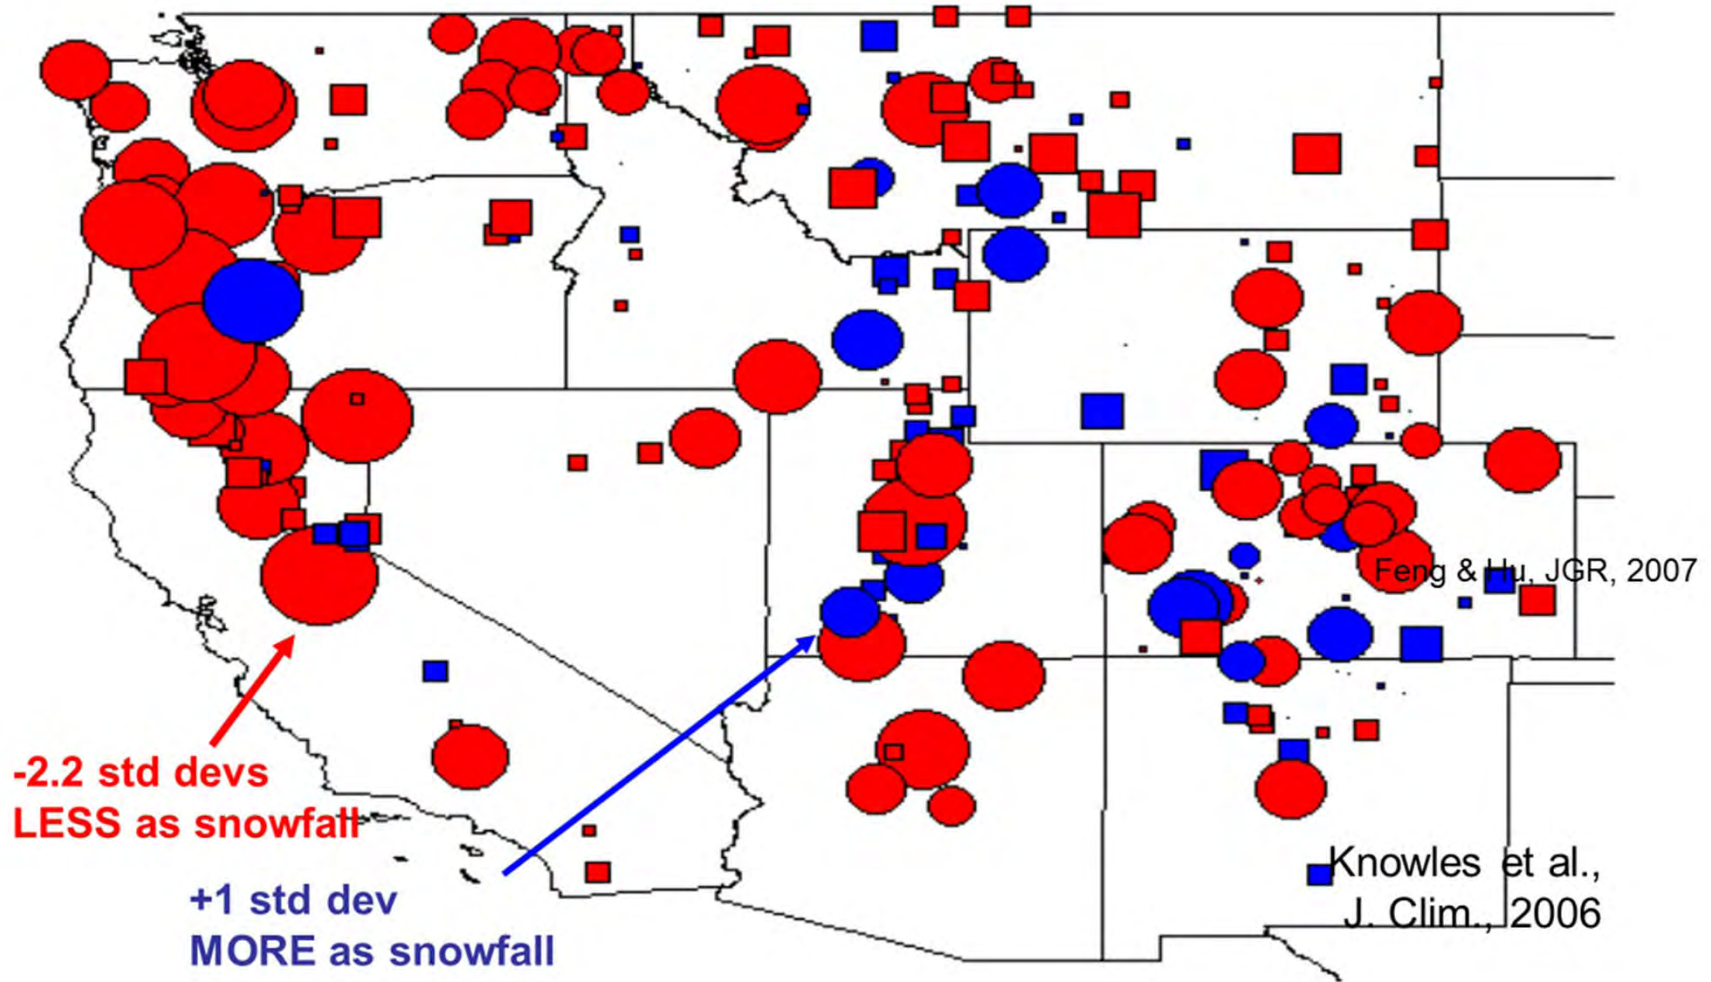 Feng & Hu, JGR, 2007
-2.2 std devs
LESS as snowfall
+1 std dev
MORE as snowfall
Knowles et al.,
J. Clim., 2006